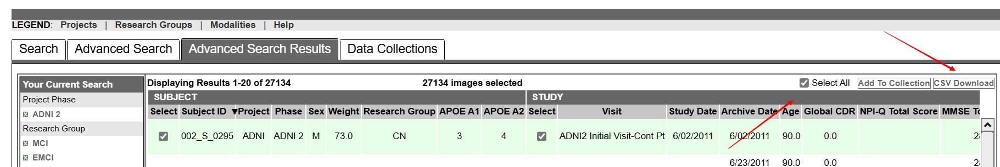 LEGEND: Projects | Research Groups | Modalities | Help
Search Advanced Search Advanced Search Results Data Collections
Your Current Search
Project Phase
ADNI 2
Research Group
MCI
EMCI
Displaying Results 1-20 of 27134 27134 images selected Select All Add To Collection CSV Download
SUBJECT STUDY
Select Subject ID ▼Project Phase Sex Weight Research Group APOE A1 APOE A2 Select Visit Study Date Archive Date Age Global CDR NPI-Q Total Score MMSE
002_S_0295 ADNI ADNI 2 M 73.0 CN 3 4 ADNI2 Initial Visit-Cont Pt 6/02/2011 6/02/2011 90.0 0.0
6/23/2011 90.0 0.0